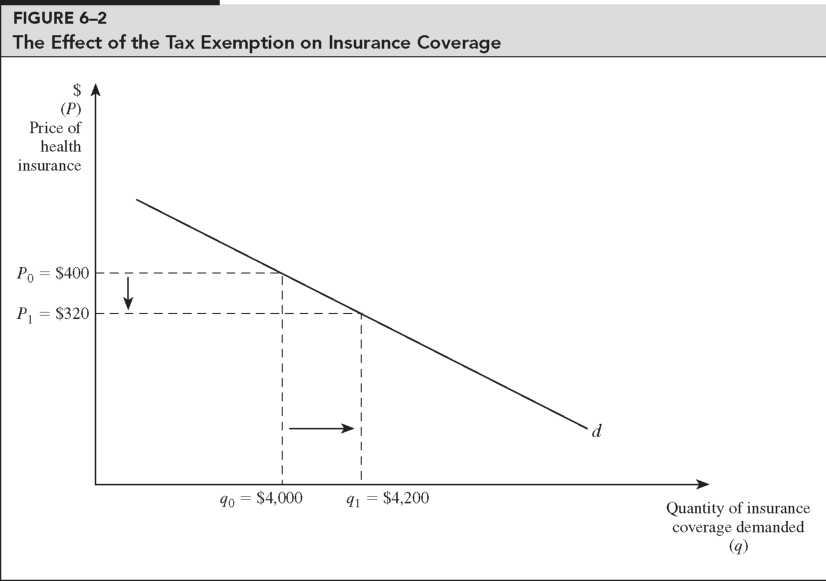 FIGURE 6–2
The Effect of the Tax Exemption on Insurance Coverage
$
(P)
Price of
health
insurance
P₀ = $400
P₁ = $320
d
q₀ = $4,000
q₁ = $4,200
Quantity of insurance
coverage demanded
(q)